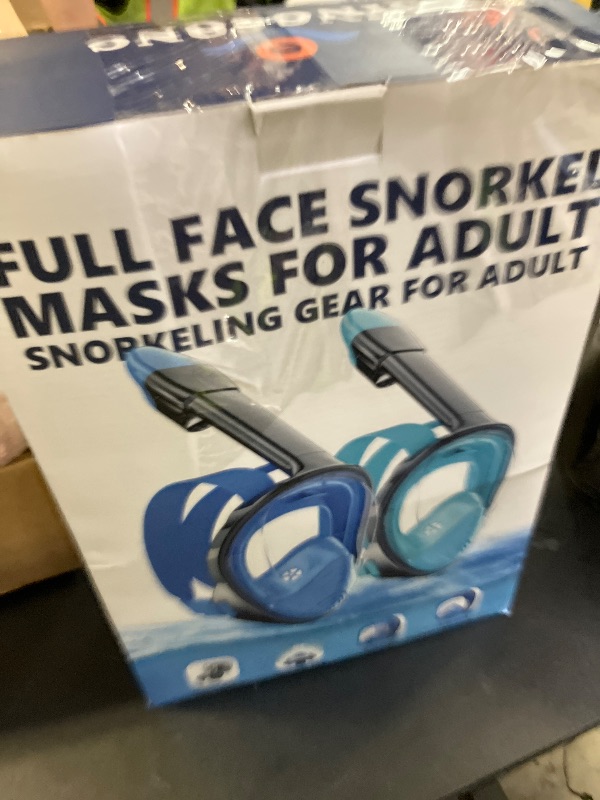 FULL FACE SNORKEL
MASKS FOR ADULT
SNORKELING GEAR FOR ADULT